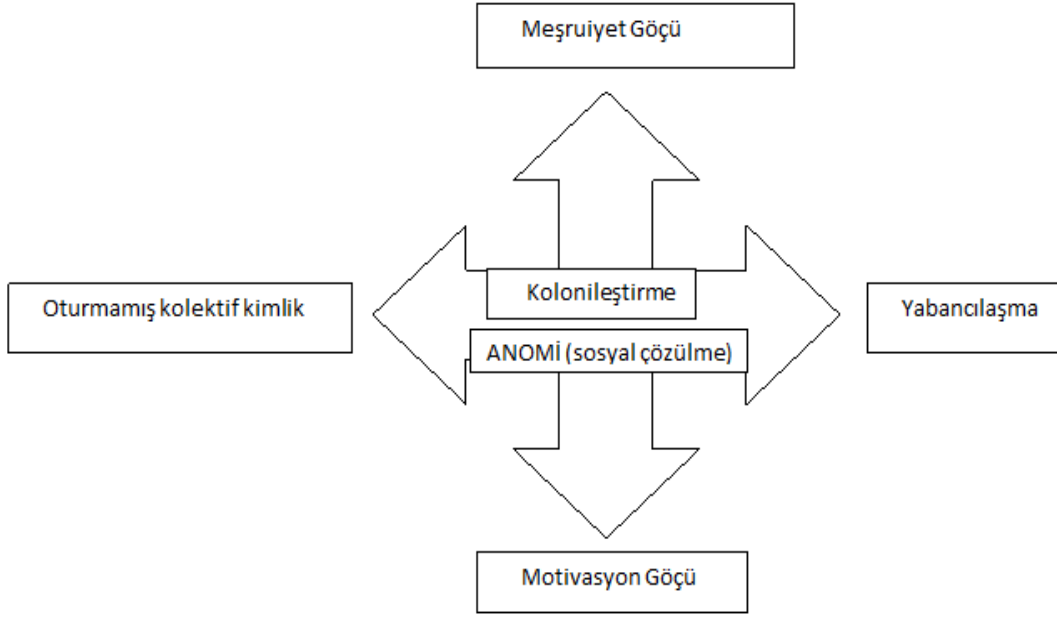 Meşruiyet Göçü
Kolonileştirme
Oturmamış kolektif kimlik
Yabancılaşma
ANOMİ (sosyal çözülme)
Motivasyon Göçü